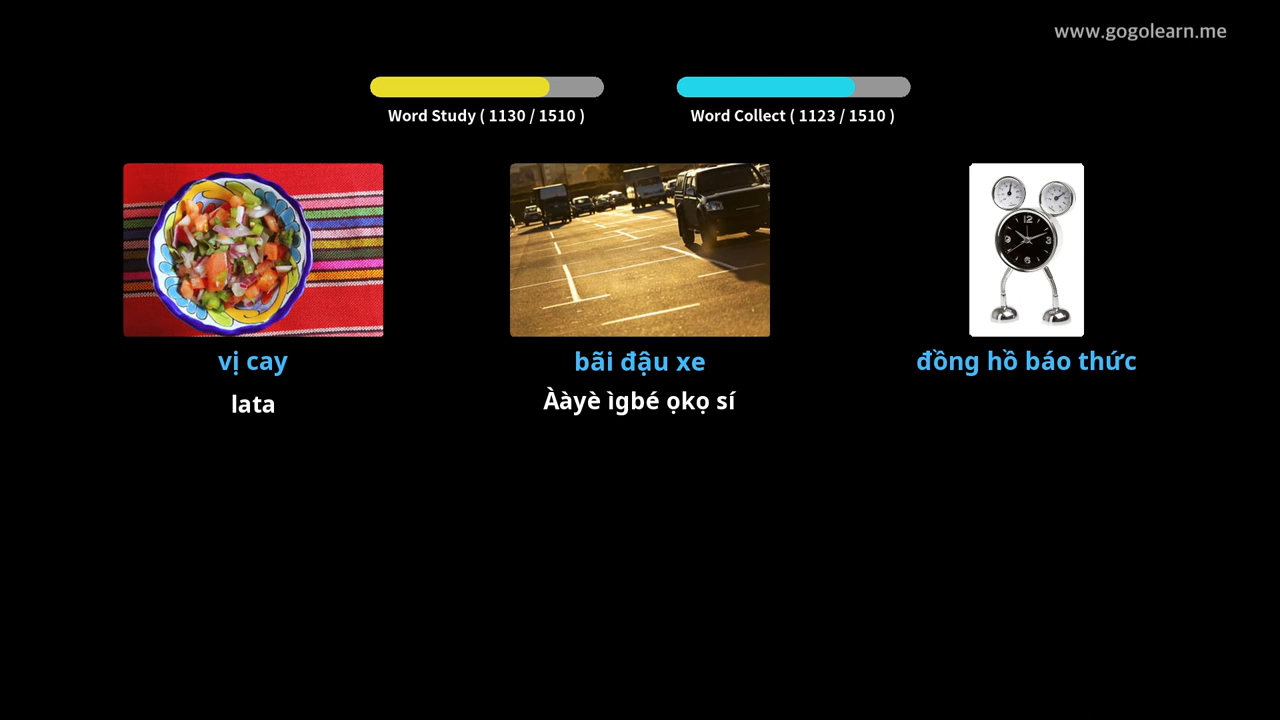 www.gogolearn.me
Word Study ( 1130 / 1510 )
Word Collect ( 1123 / 1510 )
vị cay
bãi đậu xe
đồng hồ báo thức
lata
Ààyè ìgbé ọkọ sí